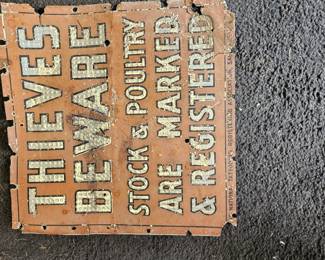 THIEVES
BEWARE
STOCK & POULTRY
ARE MARKED
& REGISTERED